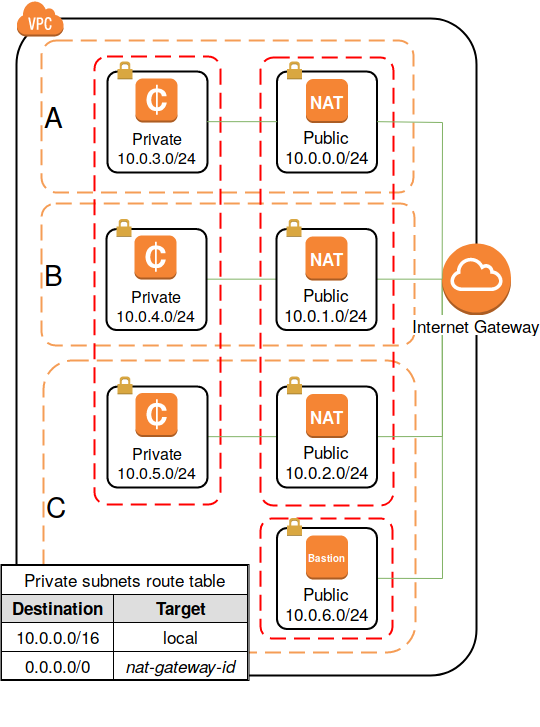 VPC
A
Private
10.0.3.0/24
NAT
Public
10.0.0.0/24
B
Private
10.0.4.0/24
NAT
Public
10.0.1.0/24
Internet Gateway
C
Private
10.0.5.0/24
NAT
Public
10.0.2.0/24
Bastion
Public
10.0.6.0/24
Private subnets route table
Destination Target
10.0.0.0/16 local
0.0.0.0/0 nat-gateway-id